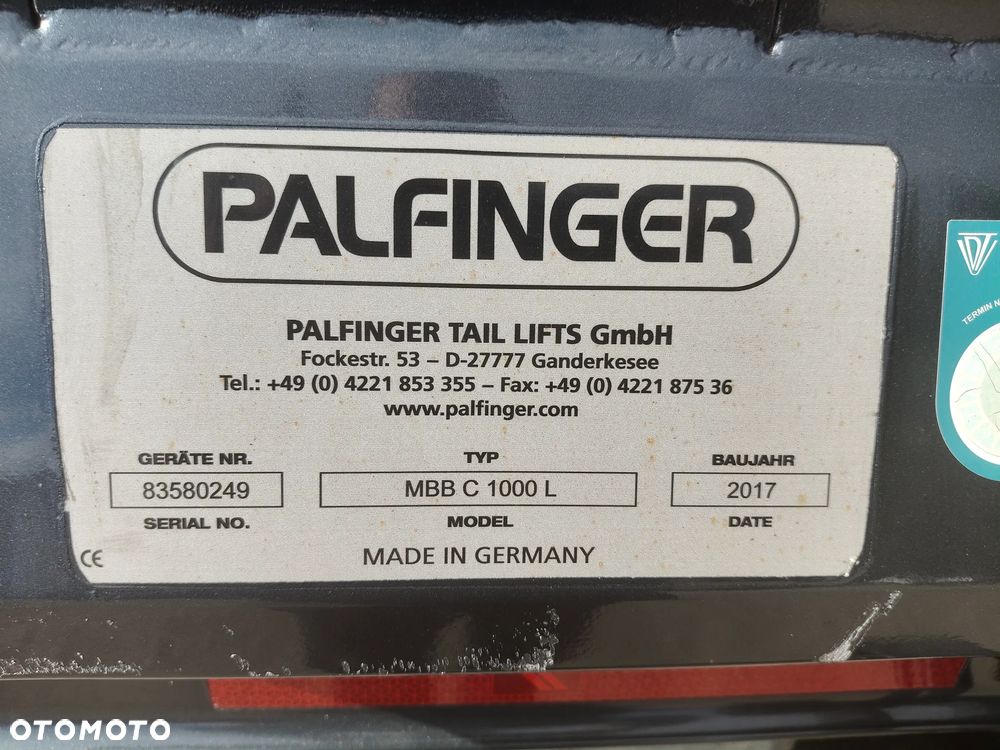 PALFINGER
PALFINGER TAIL LIFTS GmbH
Fockestr. 53 – D-27777 Ganderkesee
Tel.: +49 (0) 4221 853 355 – Fax: +49 (0) 4221 875 36
www.palfinger.com
GERÄTE NR. TYP BAUJAHR
83580249 MBB C 1000 L 2017
SERIAL NO. MODEL DATE
CE MADE IN GERMANY
TERMIN
OTOMOTO